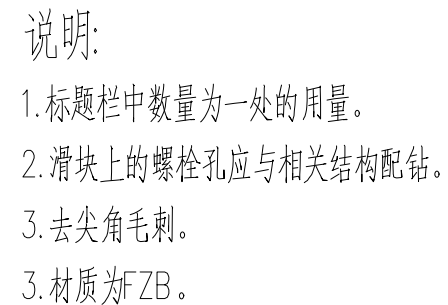 说明:
1.标题栏中数量为一处的用量。
2.滑块上的螺栓孔应与相关结构配钻。
3.去尖角毛刺。
3.材质为FZB。